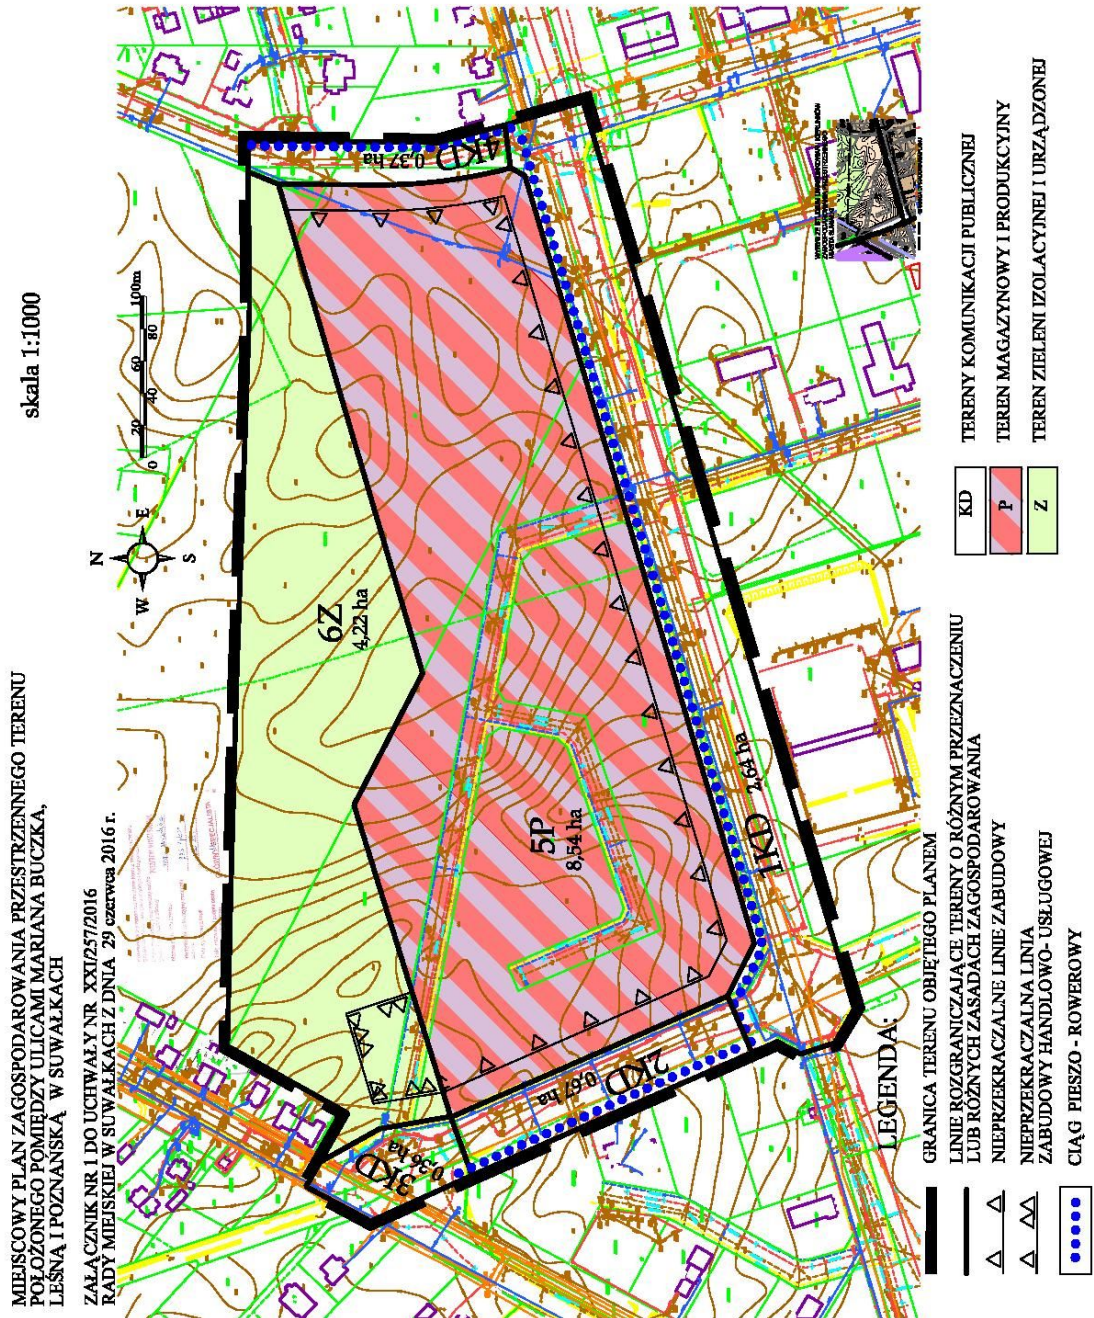 MIEJSCOWY PLAN ZAGOSPODAROWANIA PRZESTRZENNEGO TERENU
POŁOŻONEGO POMIĘDZY ULICAMI MARIANA BUCZKA,
LEŚNĄ I POZNAŃSKĄ W SUWAŁKACH
ZAŁĄCZNIK NR 1 DO UCHWAŁY NR XXI/257/2016
RADY MIEJSKIEJ W SUWAŁKACH Z DNIA 29 czerwca 2016 r.
skala 1:1000
N
E
S
W
0 20 40 60 80 100m
6Z
4,22 ha
5P
8,54 ha
4KD
0,37 ha
3KD
0,36 ha
2KD
0,67 ha
1KD 2,64 ha
LEGENDA:
GRANICA TERENU OBJĘTEGO PLANEM
LINIE ROZGRANICZAJĄCE TERENY O RÓŻNYM PRZEZNACZENIU
LUB RÓŻNYCH ZASADACH ZAGOSPODAROWANIA
NIEPRZEKRACZALNE LINIE ZABUDOWY
NIEPRZEKRACZALNA LINIA
ZABUDOWY HANDLOWO- USŁUGOWEJ
CIĄG PIESZO - ROWEROWY
KD TERENY KOMUNIKACJI PUBLICZNEJ
P TEREN MAGAZYNOWY I PRODUKCYJNY
Z TEREN ZIELENI IZOLACYJNEJ I URZĄDZONEJ